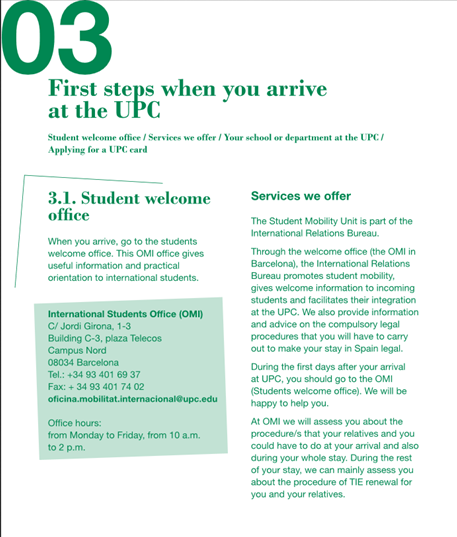 03
First steps when you arrive
at the UPC
Student welcome office / Services we offer / Your school or department at the UPC /
Applying for a UPC card
3.1. Student welcome
office
When you arrive, go to the students
welcome office. This OMI office gives
useful information and practical
orientation to international students.
International Students Office (OMI)
C/ Jordi Girona, 1-3
Building C-3, plaza Telecos
Campus Nord
08034 Barcelona
Tel.: +34 93 401 69 37
Fax: + 34 93 401 74 02
oficina.mobilitat.internacional@upc.edu
Office hours:
from Monday to Friday, from 10 a.m.
to 2 p.m.
Services we offer
The Student Mobility Unit is part of the
International Relations Bureau.
Through the welcome office (the OMI in
Barcelona), the International Relations
Bureau promotes student mobility,
gives welcome information to incoming
students and facilitates their integration
at the UPC. We also provide information
and advice on the compulsory legal
procedures that you will have to carry
out to make your stay in Spain legal.
During the first days after your arrival
at UPC, you should go to the OMI
(Students welcome office). We will be
happy to help you.
At OMI we will assess you about the
procedure/s that your relatives and you
could have to do at your arrival and also
during your whole stay. During the rest
of your stay, we can mainly assess you
about the procedure of TIE renewal for
you and your relatives.